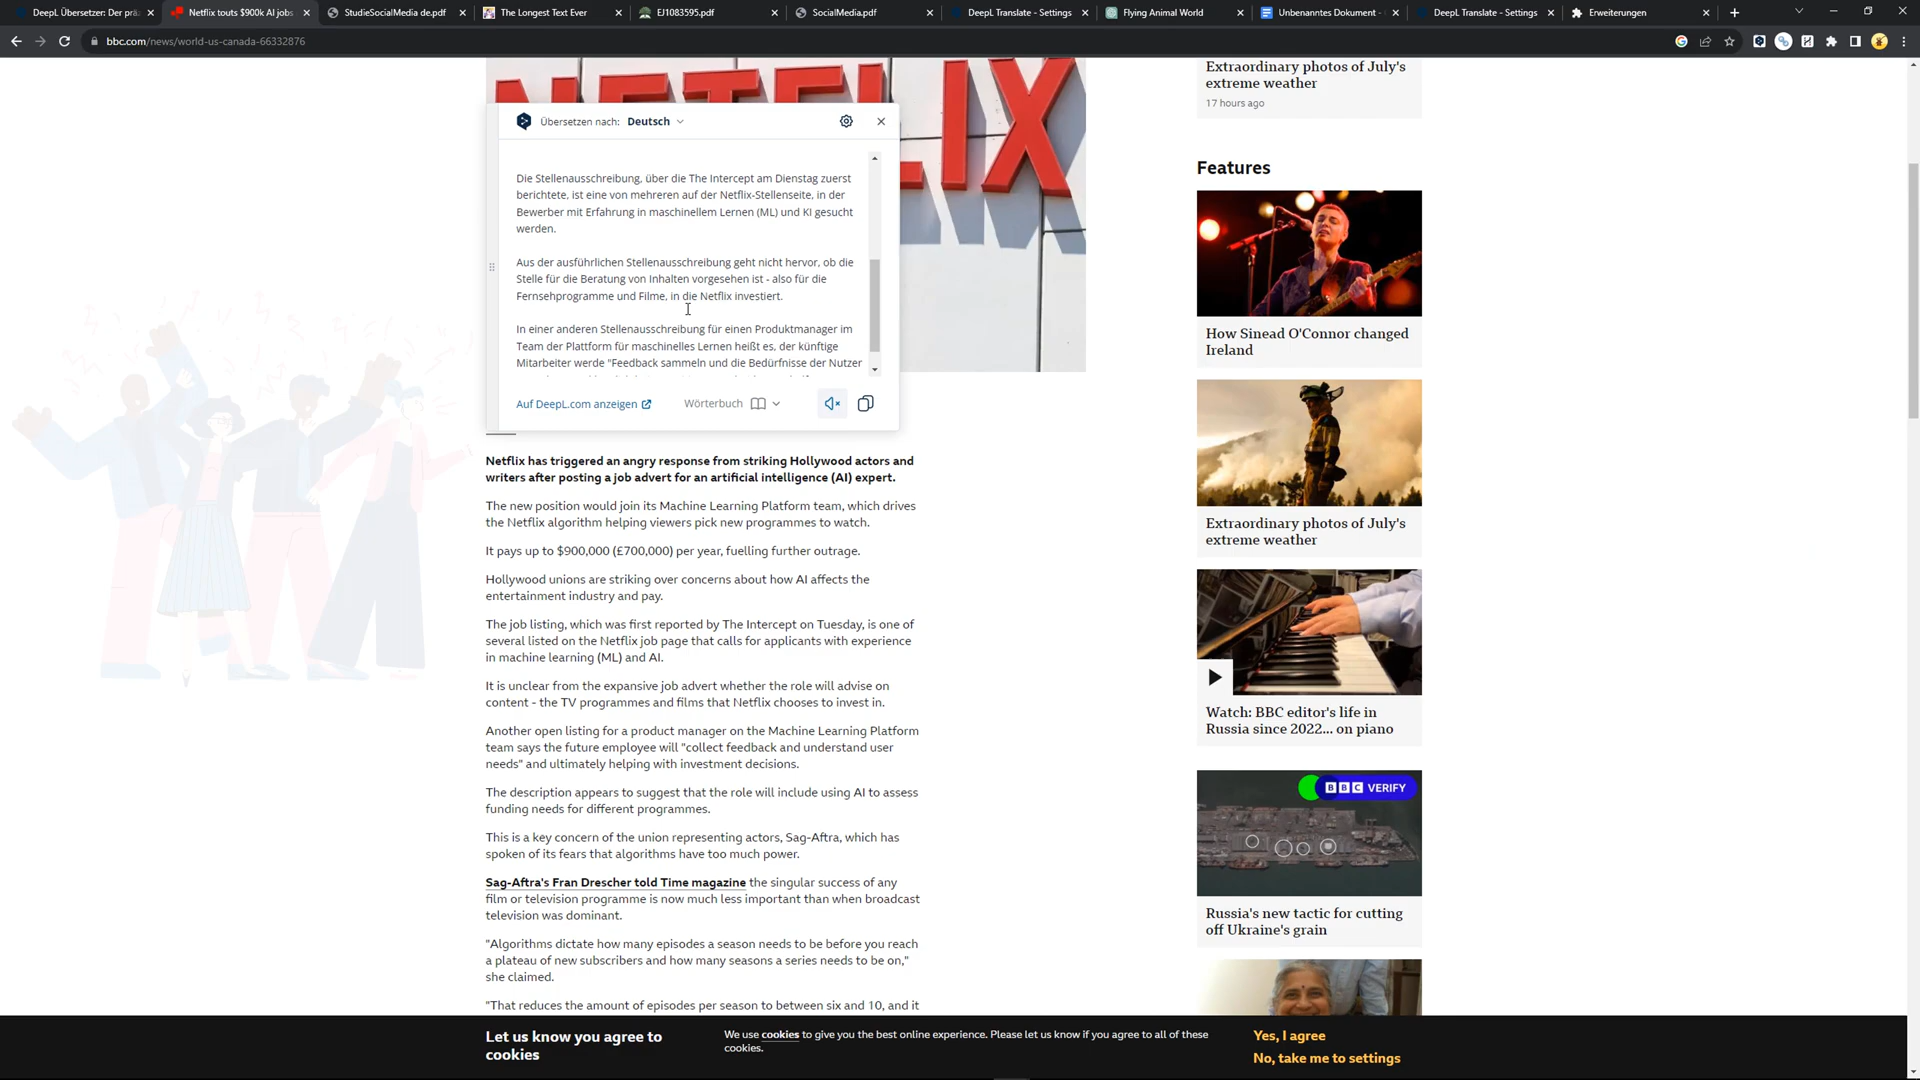 DeepL Übersetzer: Der prä
Netflix touts $900k AI jobs
StudieSocialMedia de.pdf
The Longest Text Ever
EJ1083595.pdf
SocialMedia.pdf
DeepL Translate - Settings
Flying Animal World
Unbenanntes Dokument -
DeepL Translate - Settings
Erweiterungen
bbc.com/news/world-us-canada-66332876
NETFLIX
Übersetzen nach: Deutsch
Die Stellenausschreibung, über die The Intercept am Dienstag zuerst
berichtete, ist eine von mehreren auf der Netflix-Stellenseite, in der
Bewerber mit Erfahrung in maschinellem Lernen (ML) und KI gesucht
werden.
Aus der ausführlichen Stellenausschreibung geht nicht hervor, ob die
Stelle für die Beratung von Inhalten vorgesehen ist - also für die
Fernsehprogramme und Filme, in die Netflix investiert.
In einer anderen Stellenausschreibung für einen Produktmanager im
Team der Plattform für maschinelles Lernen heißt es, der künftige
Mitarbeiter werde "Feedback sammeln und die Bedürfnisse der Nutzer
Auf DeepL.com anzeigen
Wörterbuch
Netflix has triggered an angry response from striking Hollywood actors and
writers after posting a job advert for an artificial intelligence (AI) expert.
The new position would join its Machine Learning Platform team, which drives
the Netflix algorithm helping viewers pick new programmes to watch.
It pays up to $900,000 (£700,000) per year, fuelling further outrage.
Hollywood unions are striking over concerns about how AI affects the
entertainment industry and pay.
The job listing, which was first reported by The Intercept on Tuesday, is one of
several listed on the Netflix job page that calls for applicants with experience
in machine learning (ML) and AI.
It is unclear from the expansive job advert whether the role will advise on
content - the TV programmes and films that Netflix chooses to invest in.
Another open listing for a product manager on the Machine Learning Platform
team says the future employee will "collect feedback and understand user
needs" and ultimately helping with investment decisions.
The description appears to suggest that the role will include using AI to assess
funding needs for different programmes.
This is a key concern of the union representing actors, Sag-Aftra, which has
spoken of its fears that algorithms have too much power.
Sag-Aftra's Fran Drescher told Time magazine the singular success of any
film or television programme is now much less important than when broadcast
television was dominant.
"Algorithms dictate how many episodes a season needs to be before you reach
a plateau of new subscribers and how many seasons a series needs to be on,"
she claimed.
"That reduces the amount of episodes per season to between six and 10, and it
Extraordinary photos of July's
extreme weather
17 hours ago
Features
How Sinead O'Connor changed
Ireland
Extraordinary photos of July's
extreme weather
Watch: BBC editor's life in
Russia since 2022... on piano
BBC VERIFY
Russia's new tactic for cutting
off Ukraine's grain
Let us know you agree to
cookies
We use cookies to give you the best online experience. Please let us know if you agree to all of these
cookies.
Yes, I agree
No, take me to settings